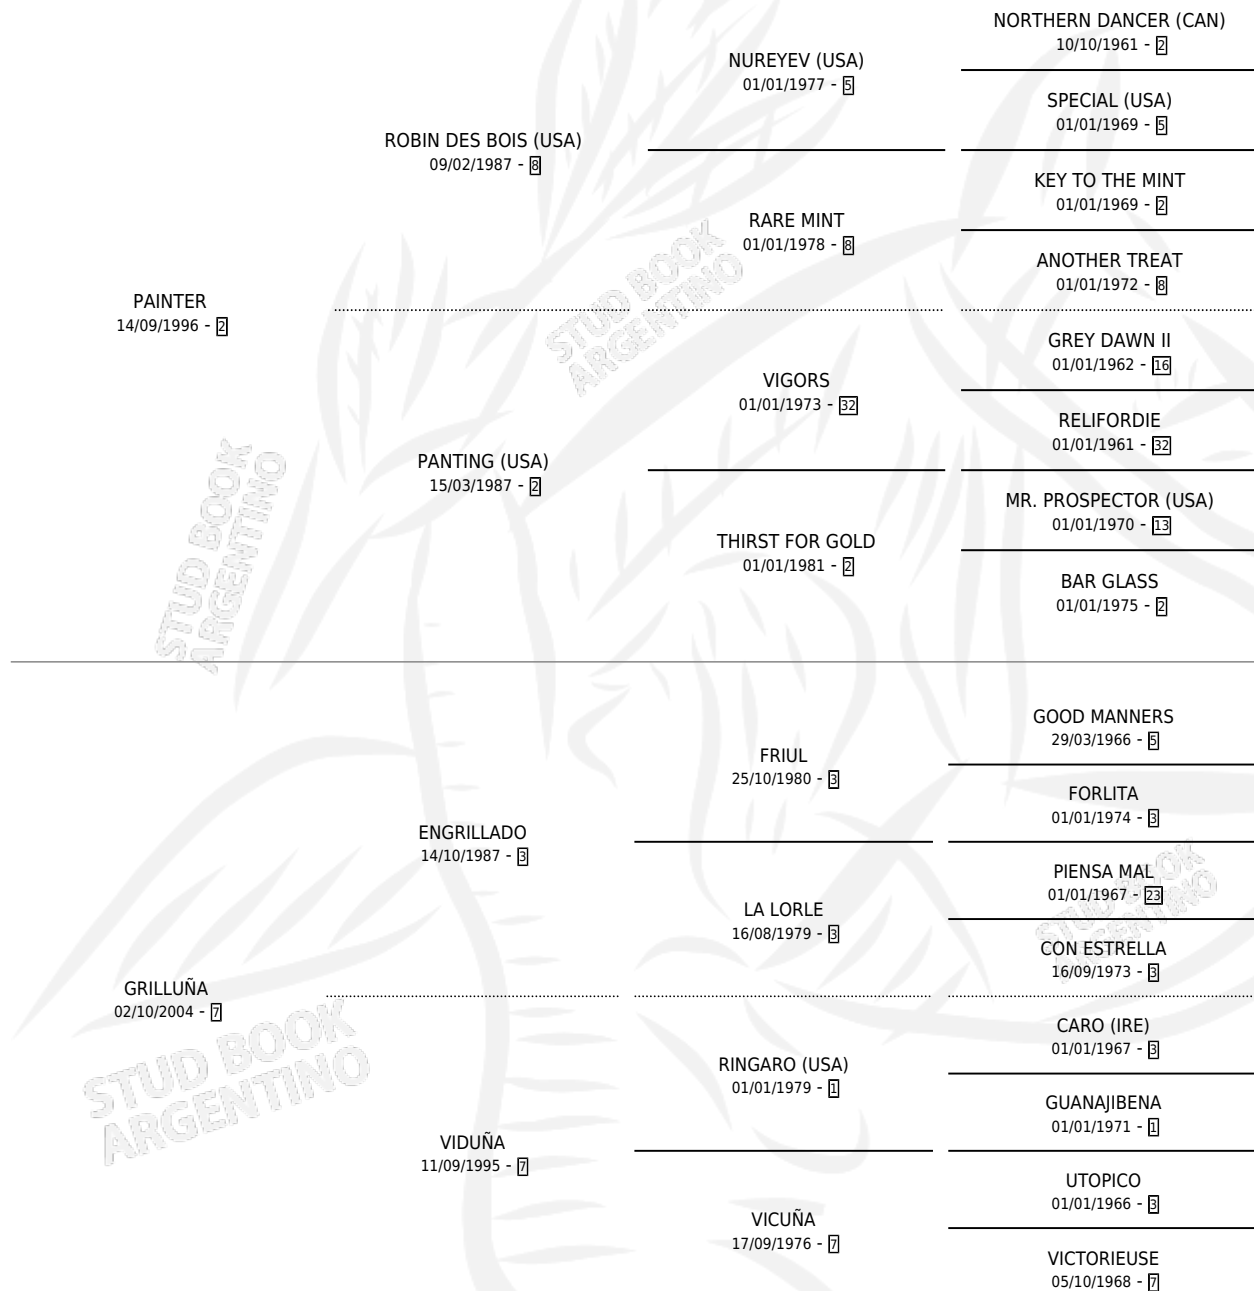 NORTHERN DANCER (CAN)
10/10/1961 - 2
NUREYEV (USA)
01/01/1977 - 5
SPECIAL (USA)
01/01/1969 - 5
ROBIN DES BOIS (USA)
09/02/1987 - 8
KEY TO THE MINT
01/01/1969 - 2
RARE MINT
01/01/1978 - 8
ANOTHER TREAT
01/01/1972 - 8
PAINTER
14/09/1996 - 2
GREY DAWN II
01/01/1962 - 16
VIGORS
01/01/1973 - 32
RELIFORDIE
01/01/1961 - 32
PANTING (USA)
15/03/1987 - 2
MR. PROSPECTOR (USA)
01/01/1970 - 13
THIRST FOR GOLD
01/01/1981 - 2
BAR GLASS
01/01/1975 - 2
GOOD MANNERS
29/03/1966 - 5
FRIUL
25/10/1980 - 3
FORLITA
01/01/1974 - 3
ENGRILLADO
14/10/1987 - 3
PIENSA MAL
01/01/1967 - 23
LA LORLE
16/08/1979 - 3
CON ESTRELLA
16/09/1973 - 3
GRILLUÑA
02/10/2004 - 7
CARO (IRE)
01/01/1967 - 3
RINGARO (USA)
01/01/1979 - 1
GUANAJIBENA
01/01/1971 - 1
VIDUÑA
11/09/1995 - 7
UTOPICO
01/01/1966 - 3
VICUÑA
17/09/1976 - 7
VICTORIEUSE
05/10/1968 - 7
STUD BOOK
ARGENTINO
STUD BOOK
ARGENTINO
STUD BOOK
ARGENTINO
STUD BOOK
ARGENTINO